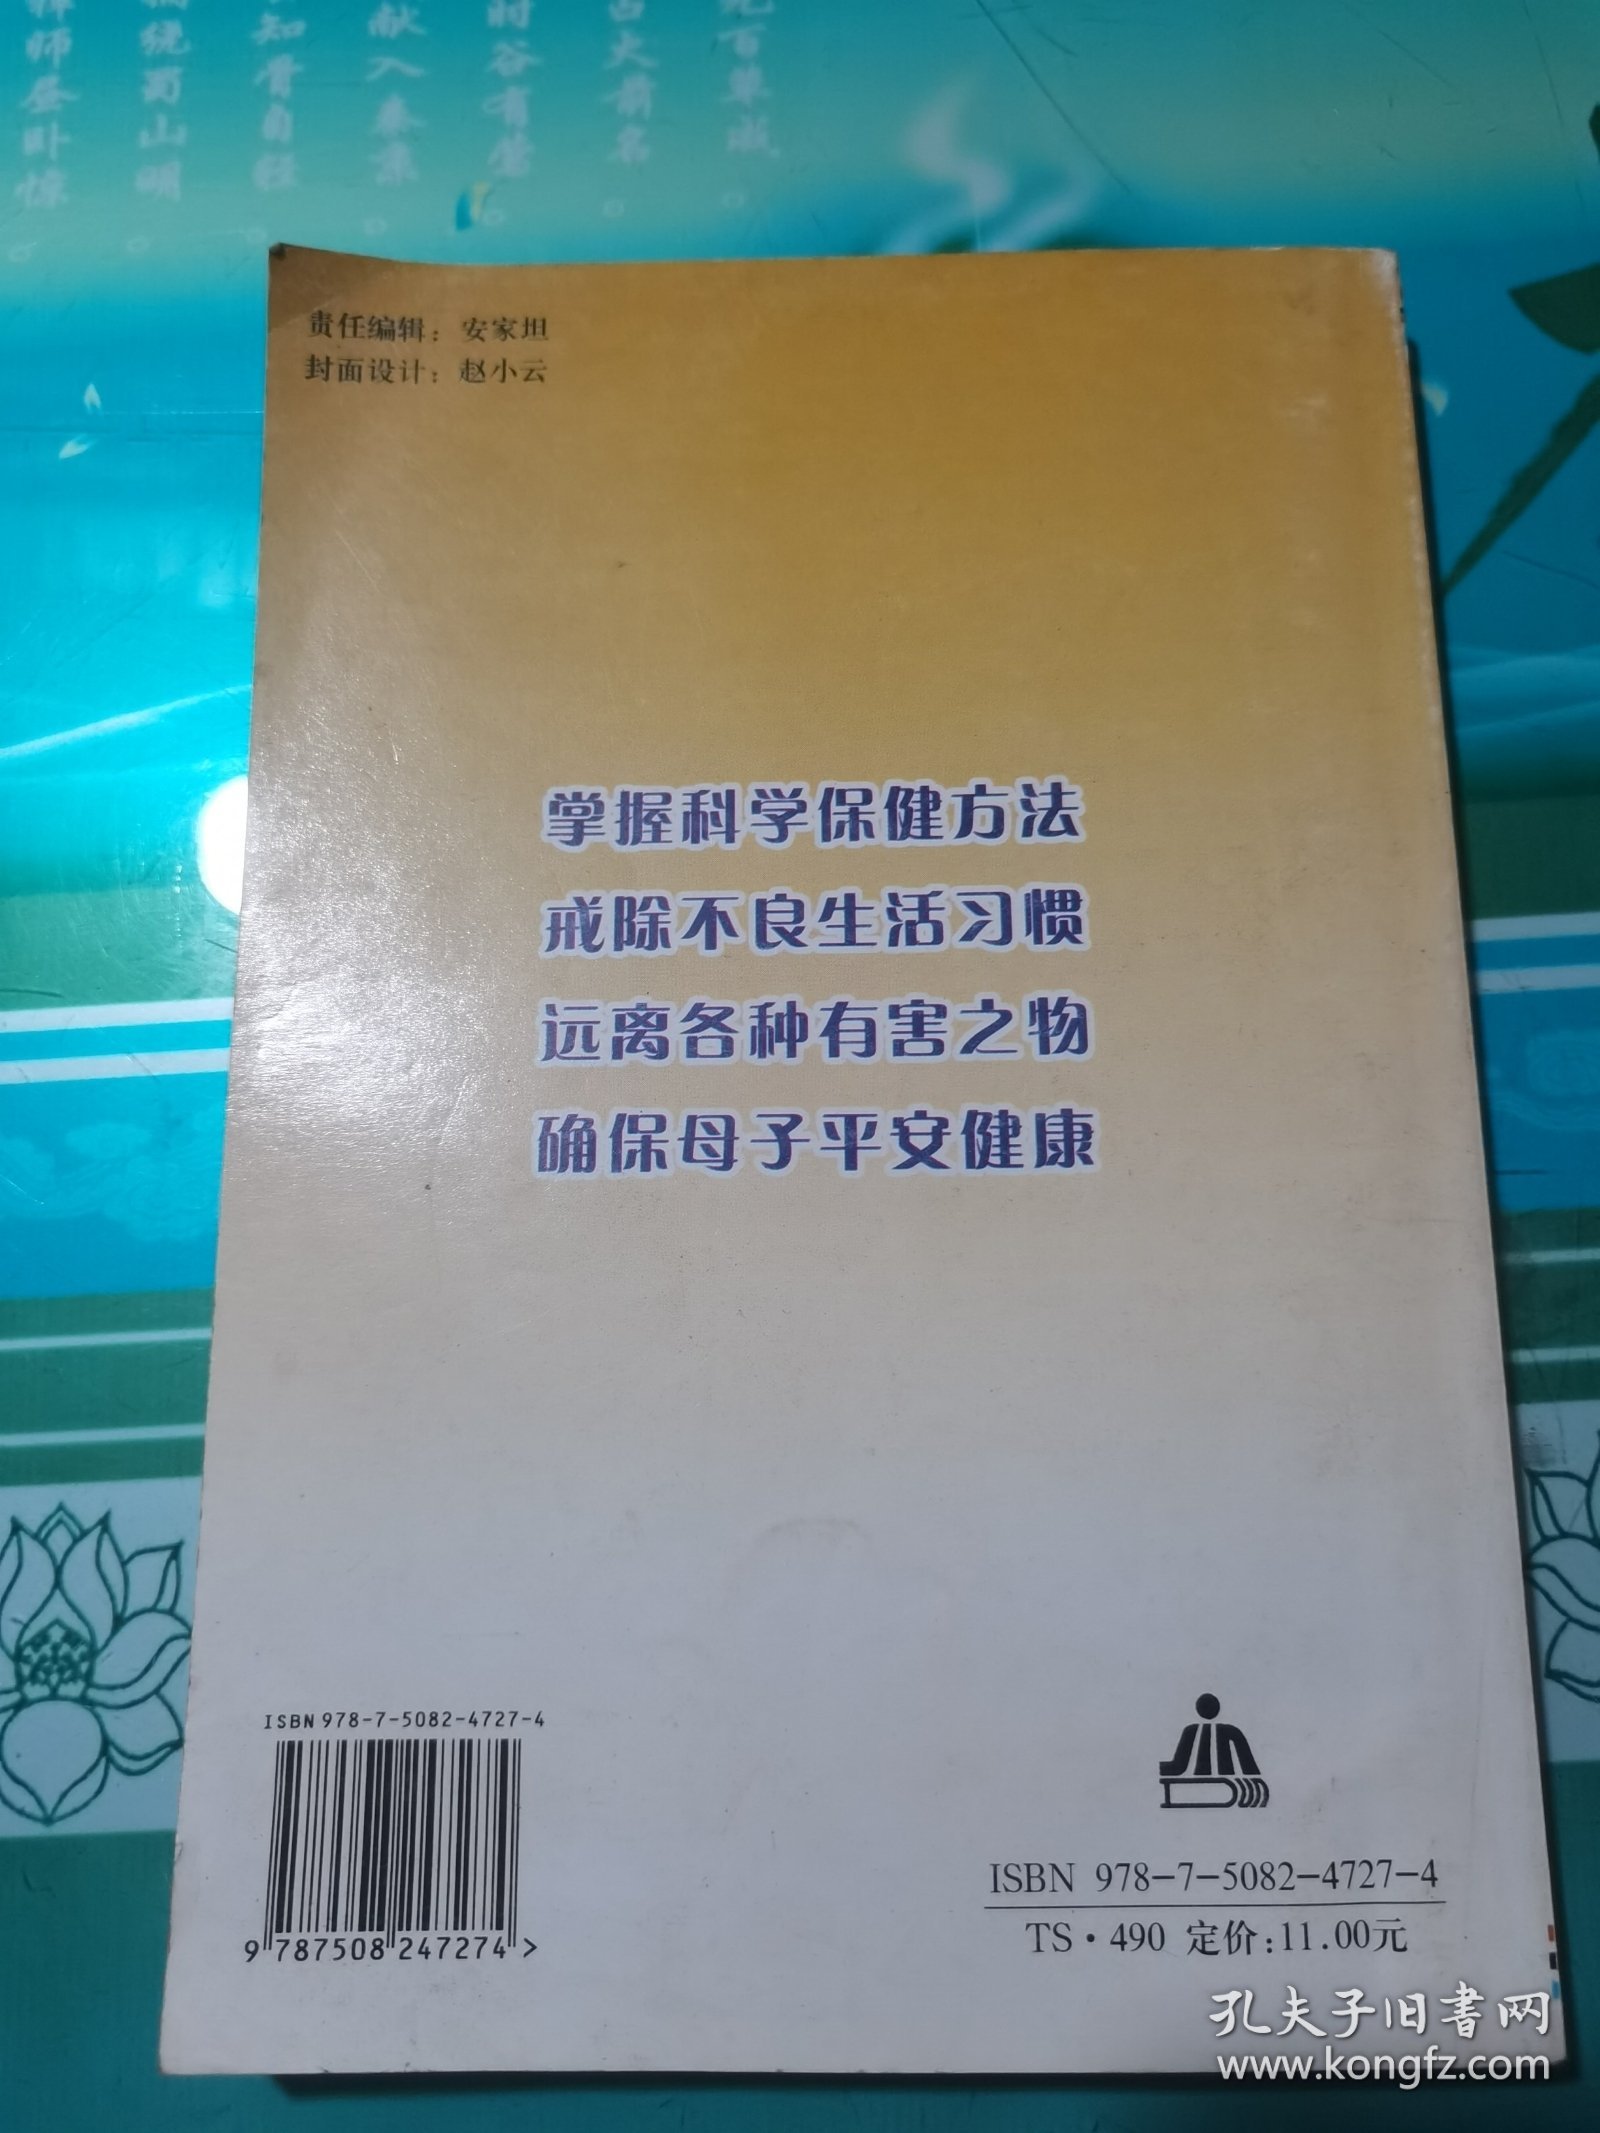 责任编辑：安家坦
封面设计：赵小云
掌握科学保健方法
戒除不良生活习惯
远离各种有害之物
确保母子平安健康
ISBN 978-7-5082-4727-4
9 787508 247274 >
JIN
DUN
ISBN 978-7-5082-4727-4
TS·490 定价:11.00元
孔夫子旧书网
www.kongfz.com